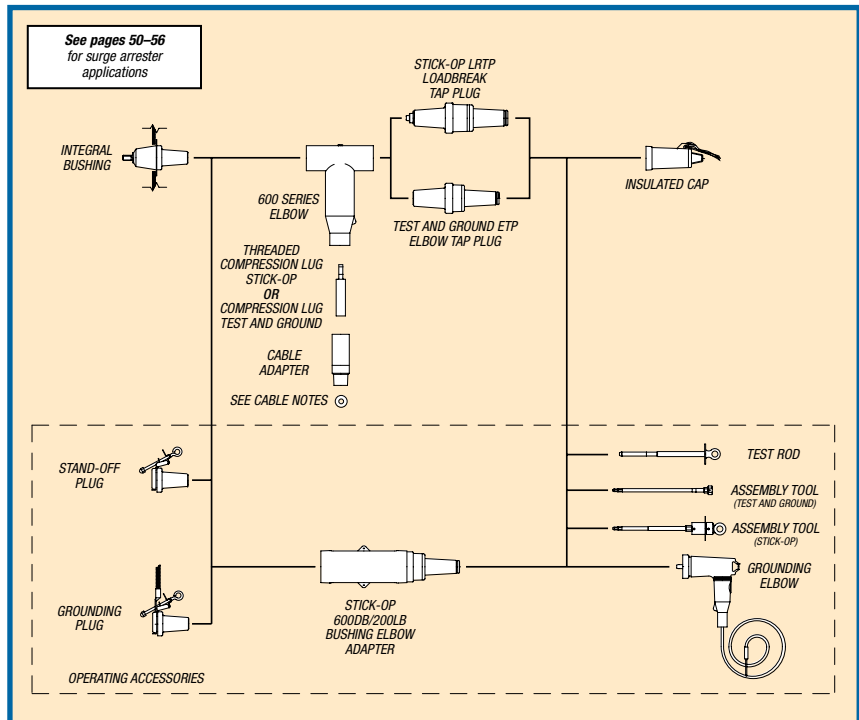 See pages 50–56
for surge arrester
applications
STICK-OP LRTP
LOADBREAK
TAP PLUG
INTEGRAL
BUSHING
600 SERIES
ELBOW
INSULATED CAP
TEST AND GROUND ETP
ELBOW TAP PLUG
THREADED
COMPRESSION LUG
STICK-OP
OR
COMPRESSION LUG
TEST AND GROUND
CABLE
ADAPTER
SEE CABLE NOTES
STAND-OFF
PLUG
TEST ROD
ASSEMBLY TOOL
(TEST AND GROUND)
ASSEMBLY TOOL
(STICK-OP)
GROUNDING
ELBOW
GROUNDING
PLUG
STICK-OP
600DB/200LB
BUSHING ELBOW
ADAPTER
OPERATING ACCESSORIES